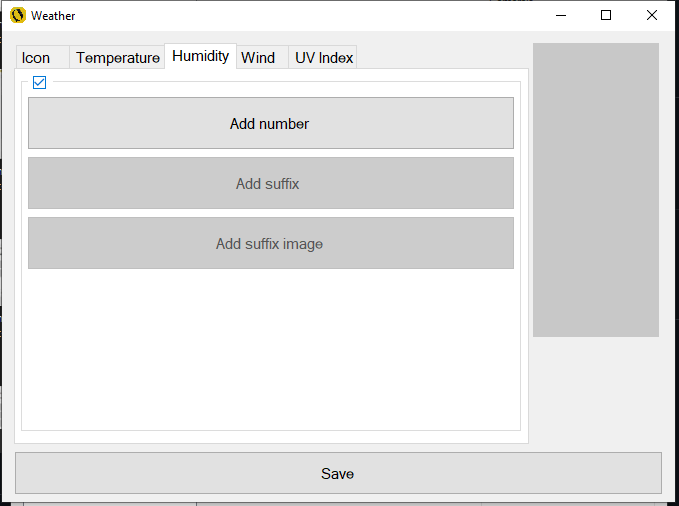 Weather
Icon Temperature Humidity Wind UV Index
Add number
Add suffix
Add suffix image
Save